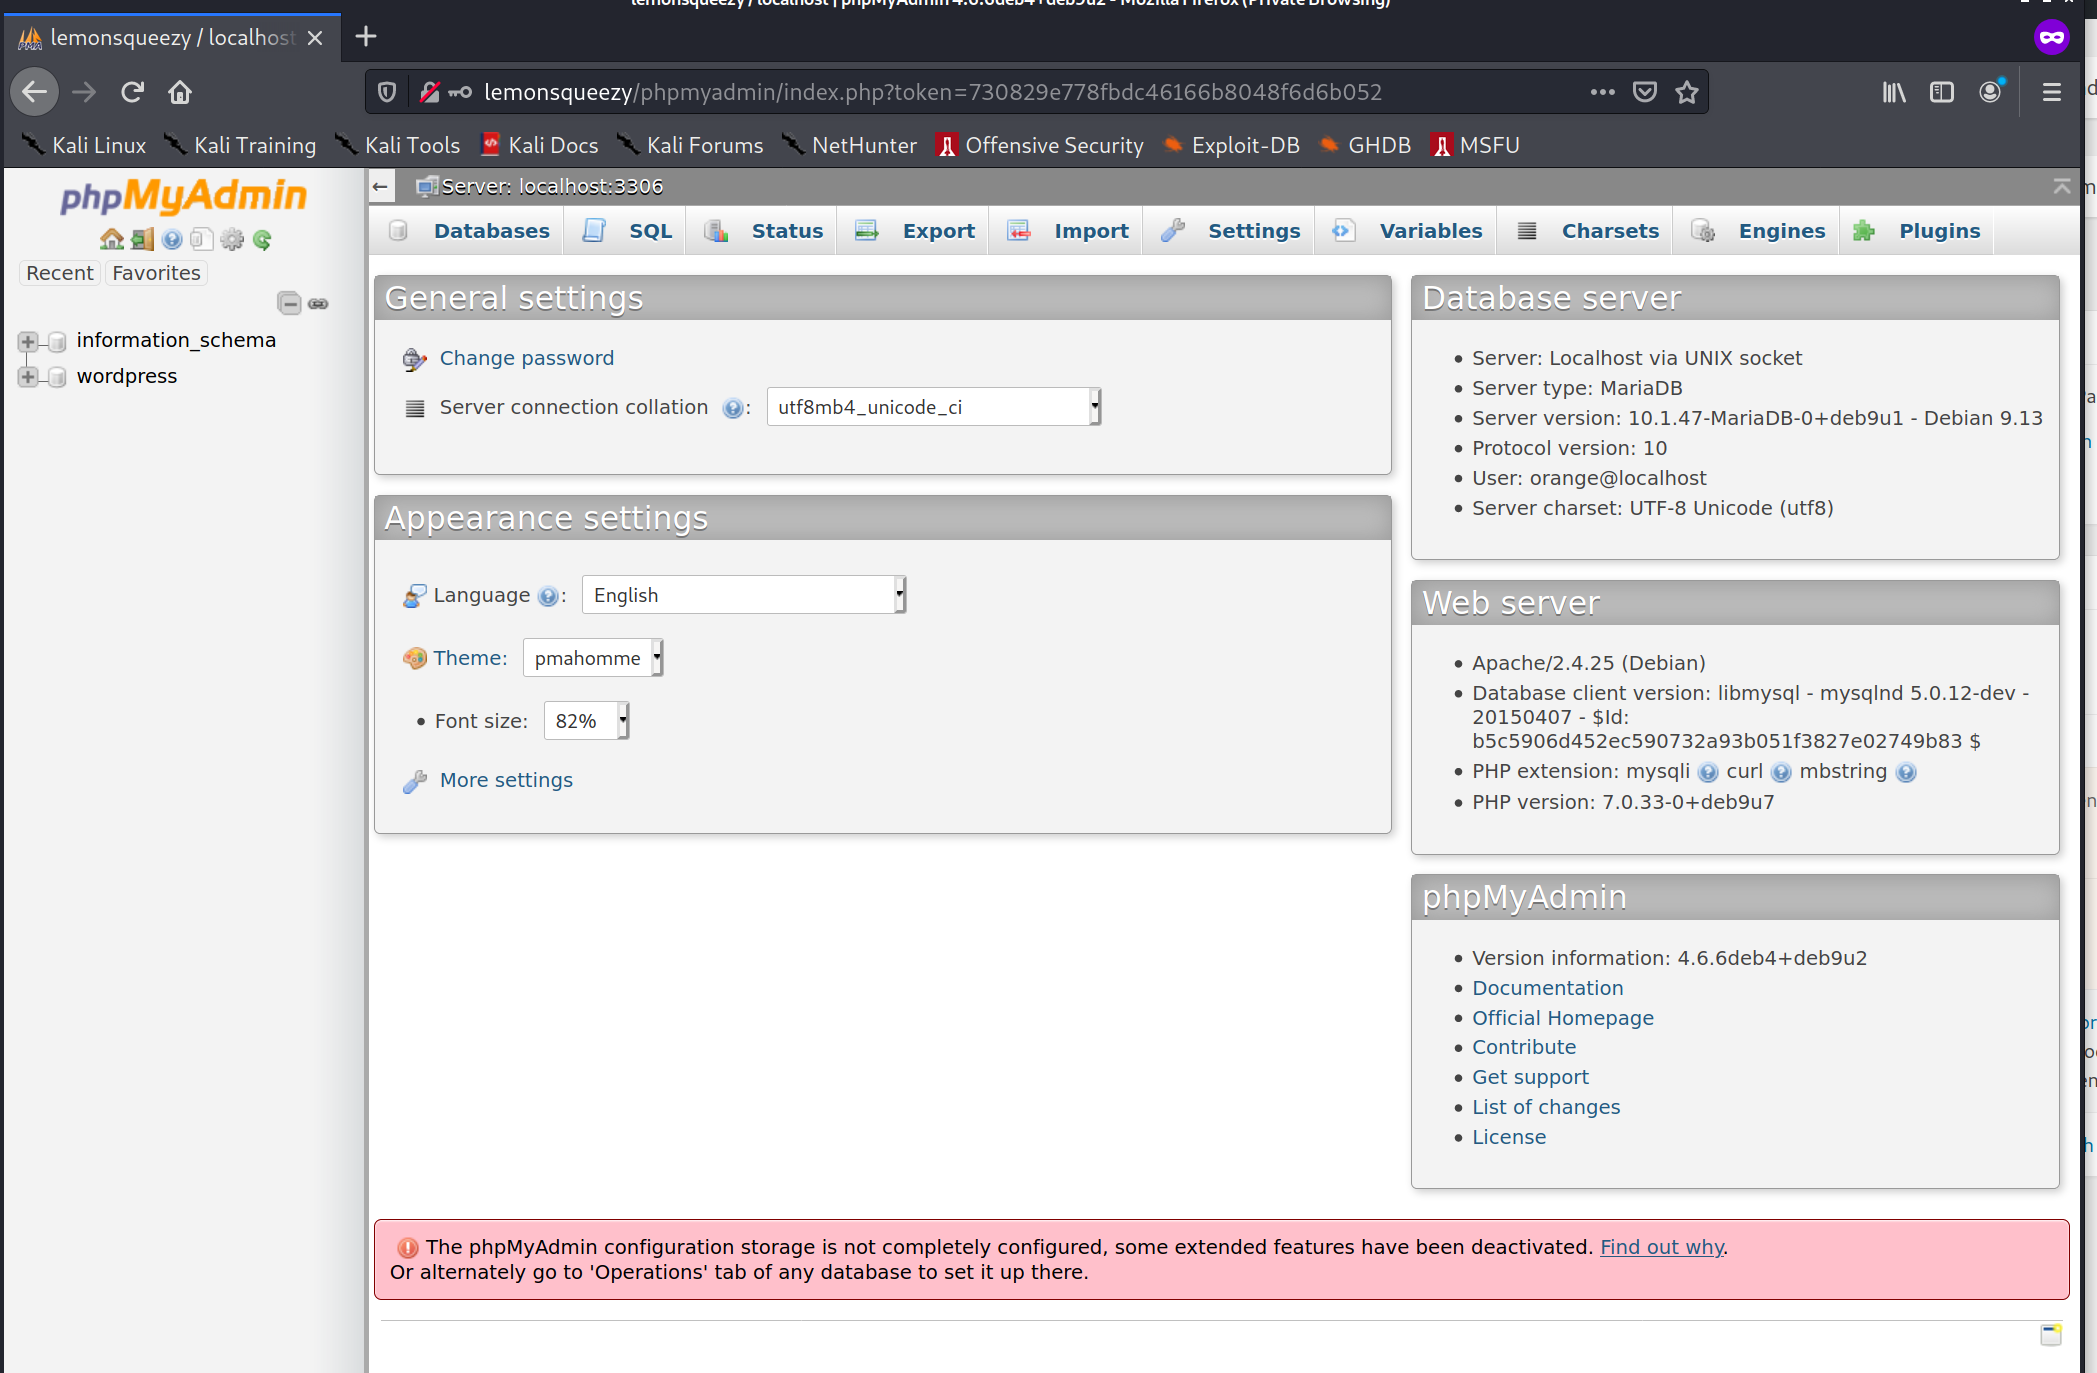 lemonsqueezy / localhost | phpMyAdmin 4.6.6deb4+deb9u2 - Mozilla Firefox (Private Browsing)
lemonsqueezy / localhost
lemonsqueezy/phpmyadmin/index.php?token=730829e778fbdc46166b8048f6d6b052
Kali Linux Kali Training Kali Tools Kali Docs Kali Forums NetHunter Offensive Security Exploit-DB GHDB MSFU
phpMyAdmin
Recent Favorites
information_schema
wordpress
Server: localhost:3306
Databases SQL Status Export Import Settings Variables Charsets Engines Plugins
General settings
Change password
Server connection collation : utf8mb4_unicode_ci
Appearance settings
Language : English
Theme: pmahomme
• Font size: 82%
More settings
Database server
• Server: Localhost via UNIX socket
• Server type: MariaDB
• Server version: 10.1.47-MariaDB-0+deb9u1 - Debian 9.13
• Protocol version: 10
• User: orange@localhost
• Server charset: UTF-8 Unicode (utf8)
Web server
• Apache/2.4.25 (Debian)
• Database client version: libmysql - mysqlnd 5.0.12-dev -
20150407 - $Id:
b5c5906d452ec590732a93b051f3827e02749b83 $
• PHP extension: mysqli curl mbstring
• PHP version: 7.0.33-0+deb9u7
phpMyAdmin
• Version information: 4.6.6deb4+deb9u2
• Documentation
• Official Homepage
• Contribute
• Get support
• List of changes
• License
The phpMyAdmin configuration storage is not completely configured, some extended features have been deactivated. Find out why.
Or alternately go to 'Operations' tab of any database to set it up there.